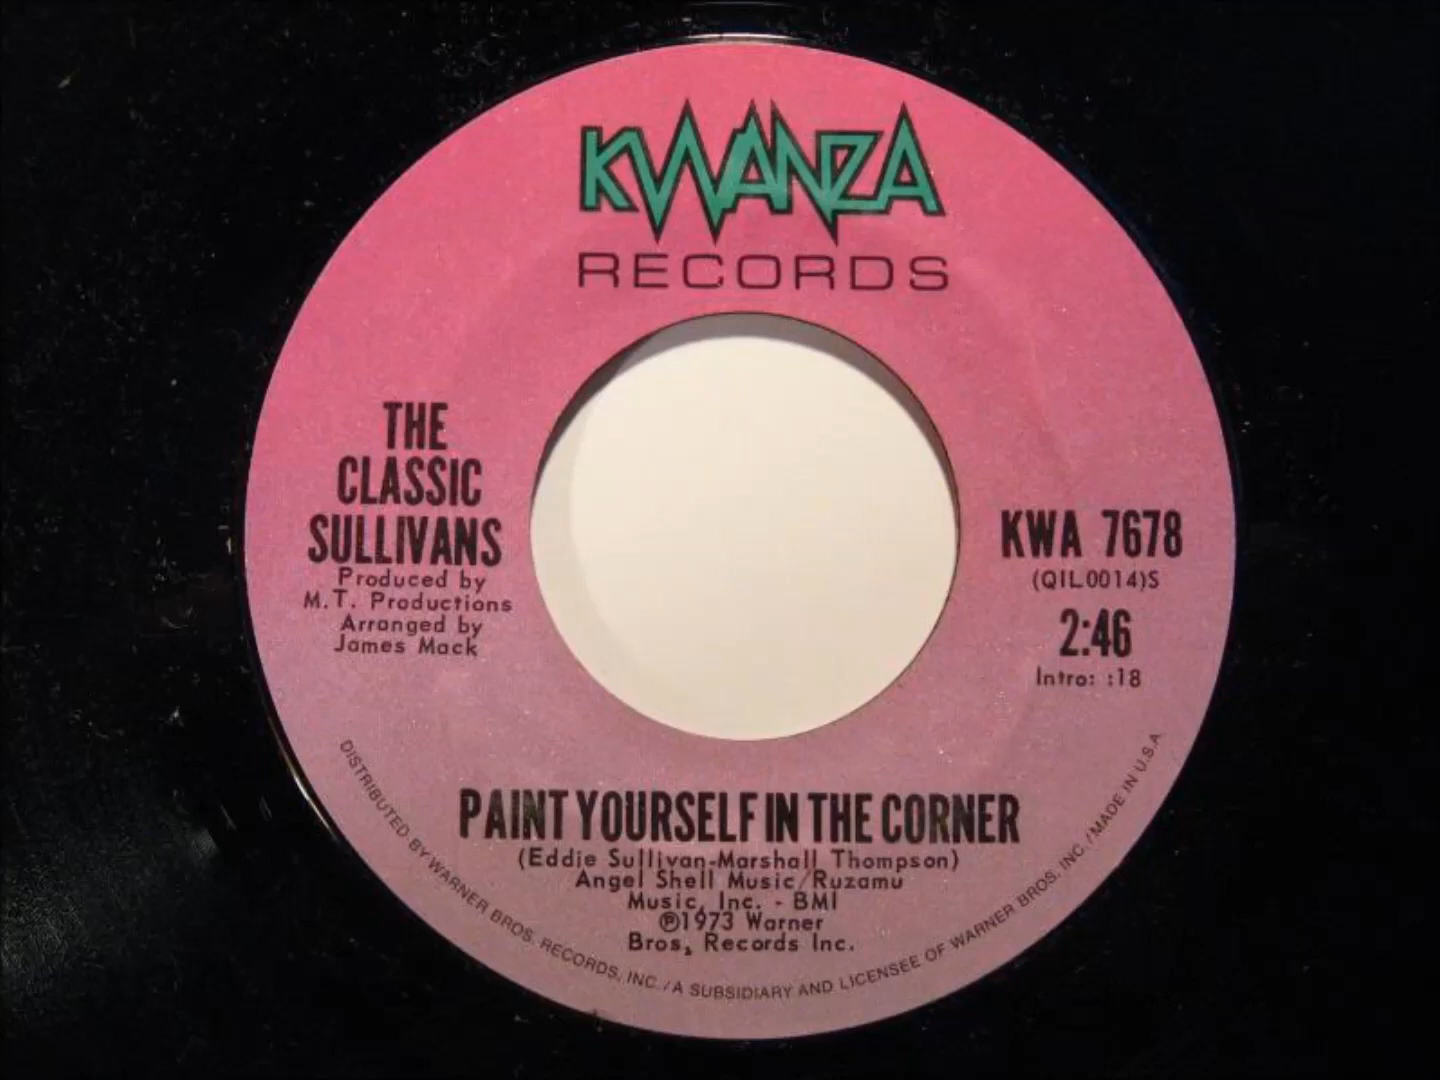 KWANZA
RECORDS
THE
CLASSIC
SULLIVANS
Produced by
M.T. Productions
Arranged by
James Mack
KWA 7678
(QIL0014)S
2:46
Intro: :18
PAINT YOURSELF IN THE CORNER
(Eddie Sullivan-Marshall Thompson)
Angel Shell Music/Ruzamu
Music, Inc. - BMI
℗1973 Warner
Bros, Records Inc.
DISTRIBUTED BY WARNER BROS. RECORDS, INC. / A SUBSIDIARY AND LICENSEE OF WARNER BROS. INC. / MADE IN U.S.A